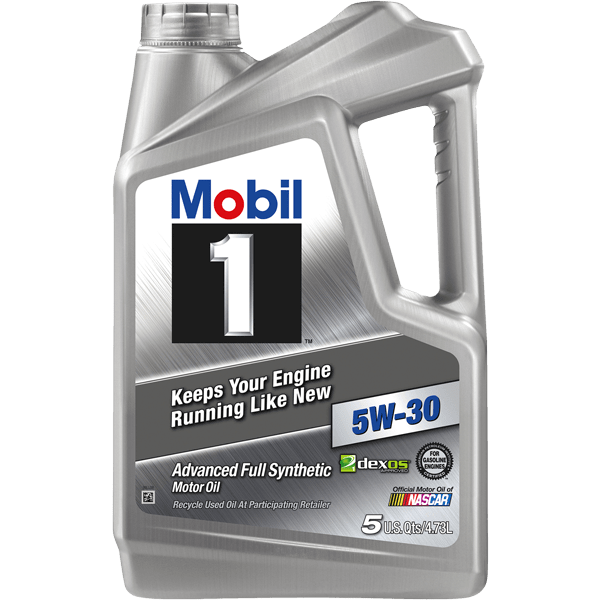 Mobil
1
™
Keeps Your Engine
Running Like New
5W-30
Advanced Full Synthetic
Motor Oil
Recycle Used Oil At Participating Retailer
dexos
APPROVED
FOR
GASOLINE
ENGINES
Official Motor Oil of
NASCAR
5 U.S. Qts/4.73L